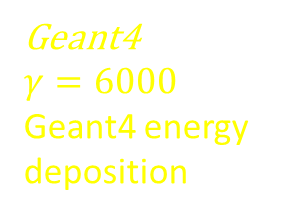 Geant4
γ = 6000
Geant4 energy
deposition